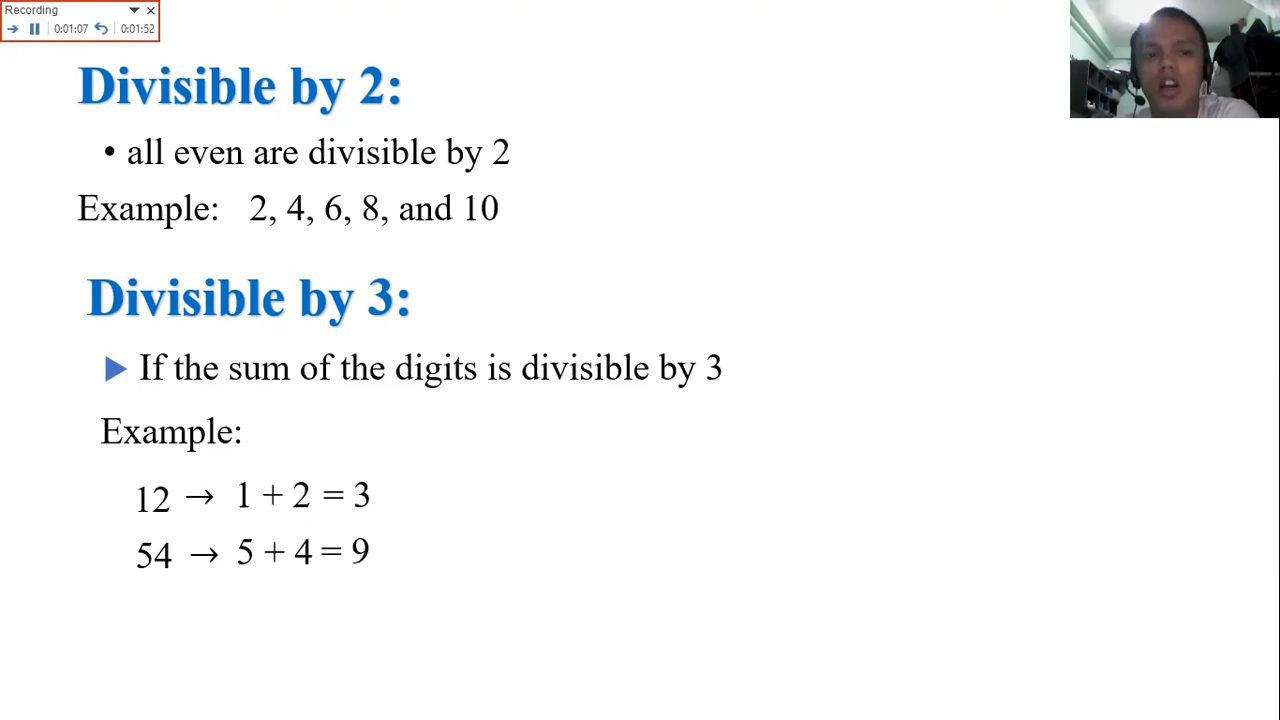 Recording
0:01:07 0:01:52
Divisible by 2:
• all even are divisible by 2
Example: 2, 4, 6, 8, and 10
Divisible by 3:
▶ If the sum of the digits is divisible by 3
Example:
12 → 1 + 2 = 3
54 → 5 + 4 = 9